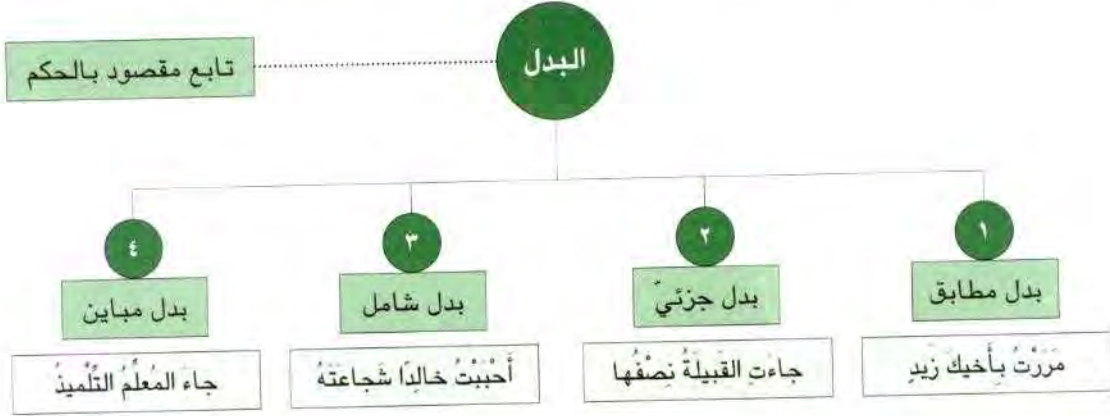 البدل
تابع مقصود بالحكم
١
بدل مطابق
مَرَرْتُ بِأَخيكَ زَيدٍ
٢
بدل جزئيّ
جاءَتِ القَبيلَةُ نِصْفُها
٣
بدل شامل
أَحْبَبْتُ خالِدًا شَجاعَتَهُ
٤
بدل مباين
جاءَ المُعلِّمُ التِّلْميذُ